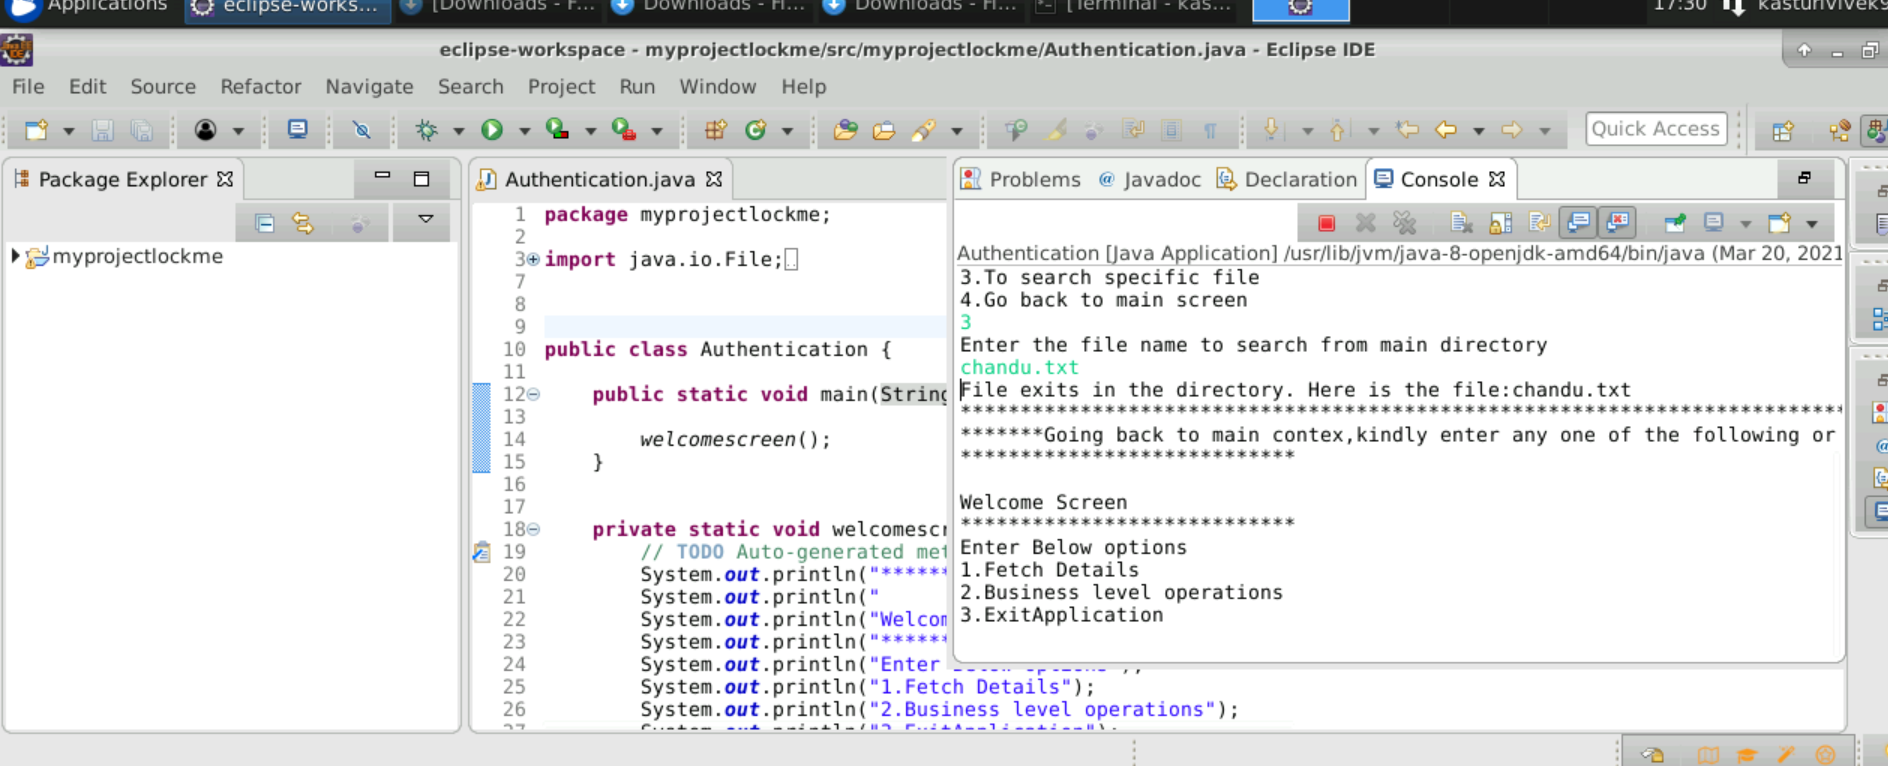 Applications eclipse-works... [Downloads - F... Downloads - Fi... Downloads - Fi... [Terminal - kas... 17:30 kasturivivek9
eclipse-workspace - myprojectlockme/src/myprojectlockme/Authentication.java - Eclipse IDE
File Edit Source Refactor Navigate Search Project Run Window Help
Quick Access
Package Explorer
myprojectlockme
Authentication.java
1 package myprojectlockme;
2
3 import java.io.File;
7
8
9
10 public class Authentication {
11
12 public static void main(String
13
14 welcomescreen();
15 }
16
17
18 private static void welcomescr
19 // TODO Auto-generated met
20 System.out.println("******
21 System.out.println("
22 "Welcom
23 System.out.println("******
24 System.out.println("Enter Below options");
25 System.out.println("1.Fetch Details");
26 System.out.println("2.Business level operations");
27 System.out.println("3.ExitApplication");
Problems @ Javadoc Declaration Console
Authentication [Java Application] /usr/lib/jvm/java-8-openjdk-amd64/bin/java (Mar 20, 2021
3.To search specific file
4.Go back to main screen
3
Enter the file name to search from main directory
chandu.txt
File exits in the directory. Here is the file:chandu.txt
**************************************************************************
*******Going back to main contex,kindly enter any one of the following or
****************************
Welcome Screen
****************************
Enter Below options
1.Fetch Details
2.Business level operations
3.ExitApplication